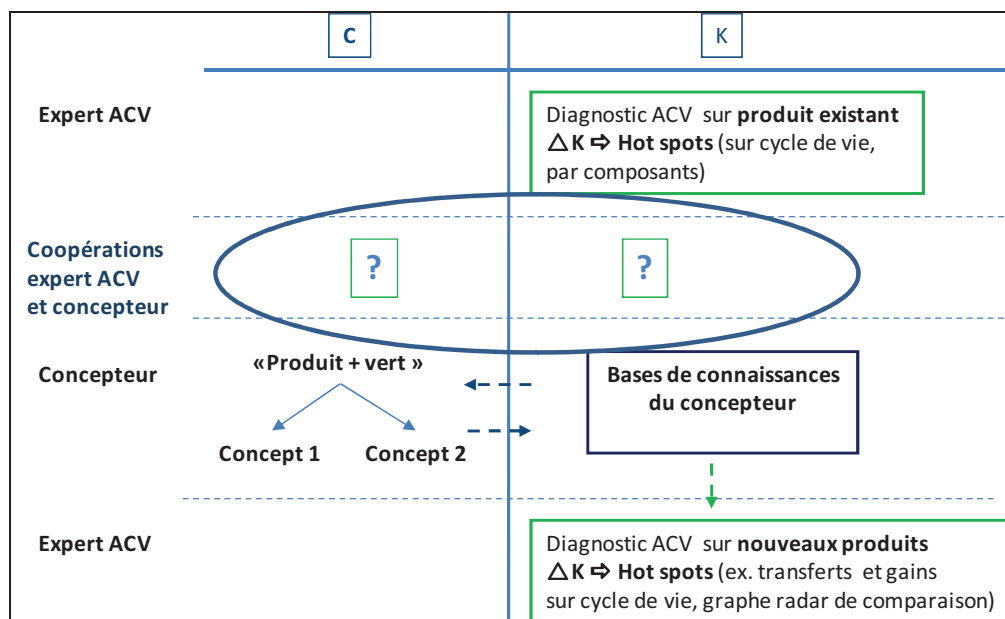 C
K
Expert ACV
Diagnostic ACV sur produit existant
△K ⇨ Hot spots (sur cycle de vie,
par composants)
Coopérations
expert ACV
et concepteur
?
?
Concepteur
«Produit + vert »
Concept 1
Concept 2
Bases de connaissances
du concepteur
Expert ACV
Diagnostic ACV sur nouveaux produits
△K ⇨ Hot spots (ex. transferts et gains
sur cycle de vie, graphe radar de comparaison)